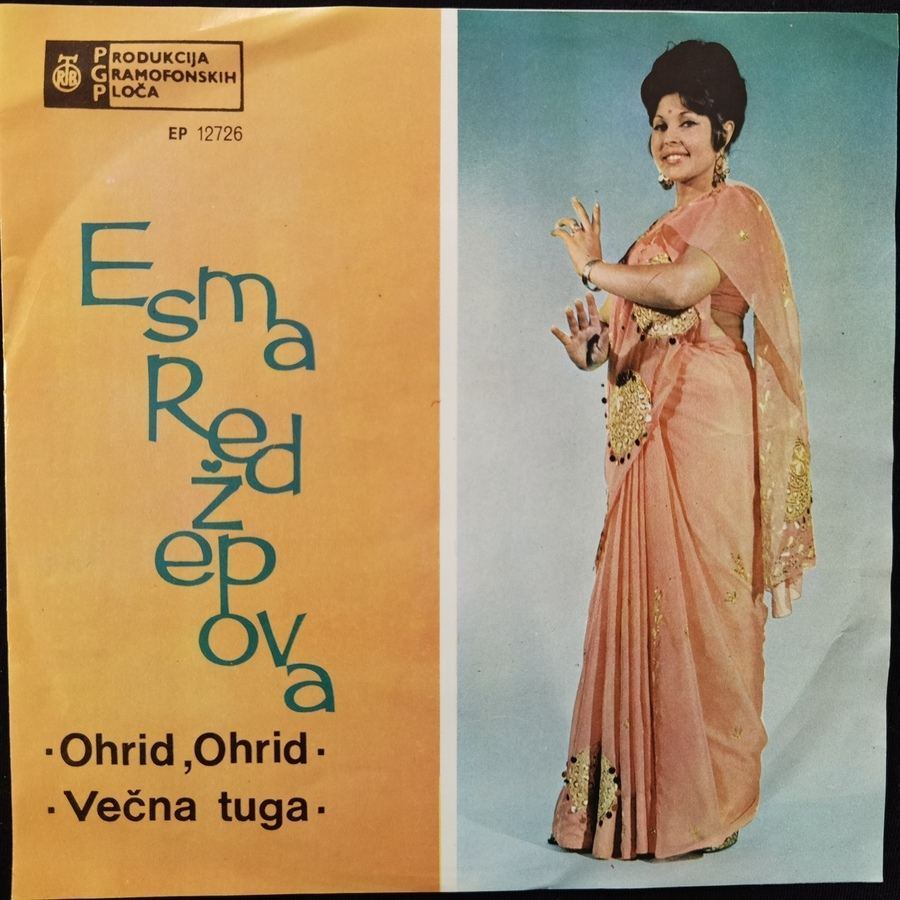 PRODUKCIJA
GRAMOFONSKIH
PLOČA
RTB
EP 12726
Esma
Redžepova
·Ohrid ,Ohrid·
·Večna tuga·